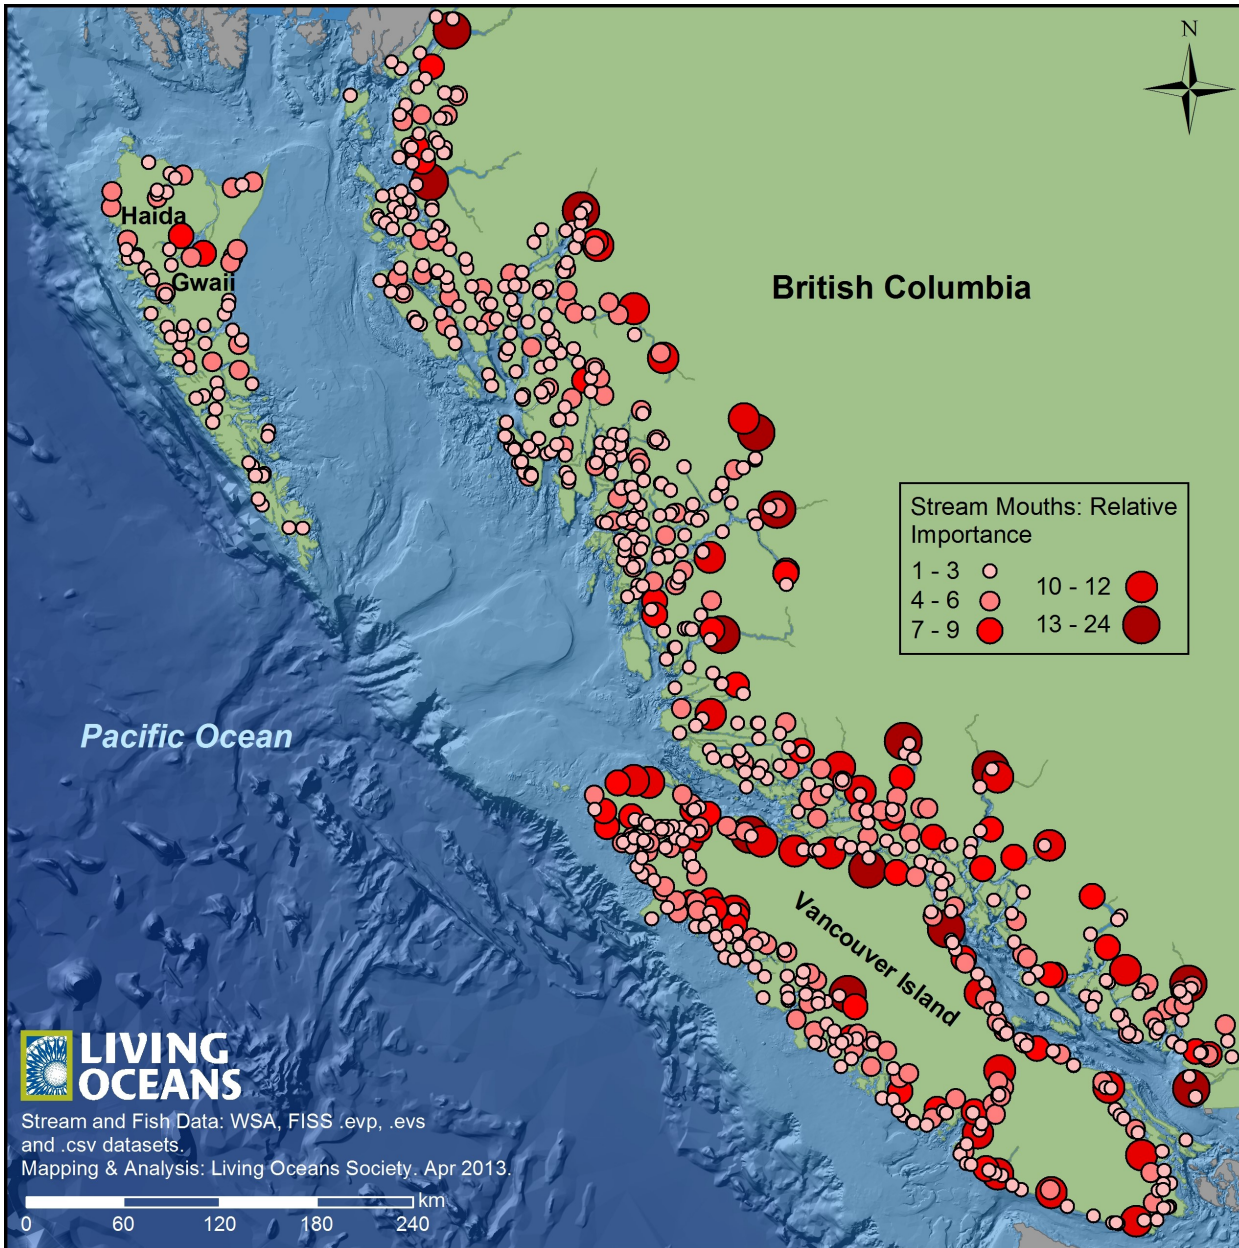 N
Haida
Gwaii
British Columbia
Stream Mouths: Relative
Importance
1 - 3
4 - 6
7 - 9
10 - 12
13 - 24
Pacific Ocean
Vancouver Island
LIVING
OCEANS
Stream and Fish Data: WSA, FISS .evp, .evs
and .csv datasets.
Mapping & Analysis: Living Oceans Society. Apr 2013.
km
0 60 120 180 240